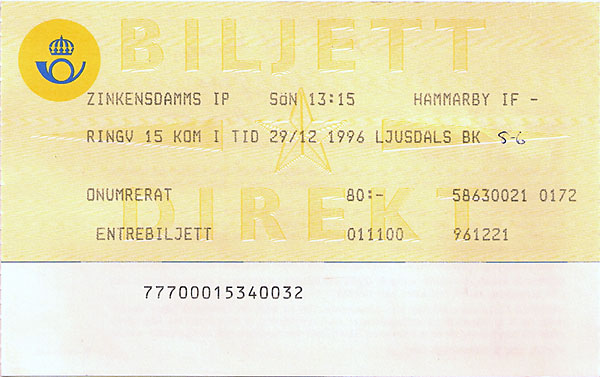 BILJETT
ZINKENSDAMMS IP SÖN 13:15 HAMMARBY IF -
RINGV 15 KOM I TID 29/12 1996 LJUSDALS BK 5-6
ONUMRERAT 80:- 58630021 0172
DIREKT
ENTREBILJETT 011100 961221
77700015340032